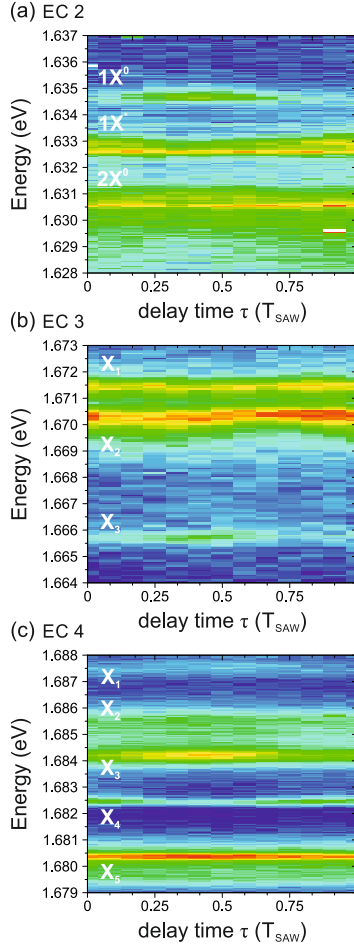 (a) EC 2
1.637
1.636
1.635
1.634
1.633
1.632
1.631
1.630
1.629
1.628
Energy (eV)
1X⁰
1X⁻
2X⁰
0 0.25 0.5 0.75
delay time τ (T_SAW)
(b) EC 3
1.673
1.672
1.671
1.670
1.669
1.668
1.667
1.666
1.665
1.664
Energy (eV)
X₁
X₂
X₃
0 0.25 0.5 0.75
delay time τ (T_SAW)
(c) EC 4
1.688
1.687
1.686
1.685
1.684
1.683
1.682
1.681
1.680
1.679
Energy (eV)
X₁
X₂
X₃
X₄
X₅
0 0.25 0.5 0.75
delay time τ (T_SAW)